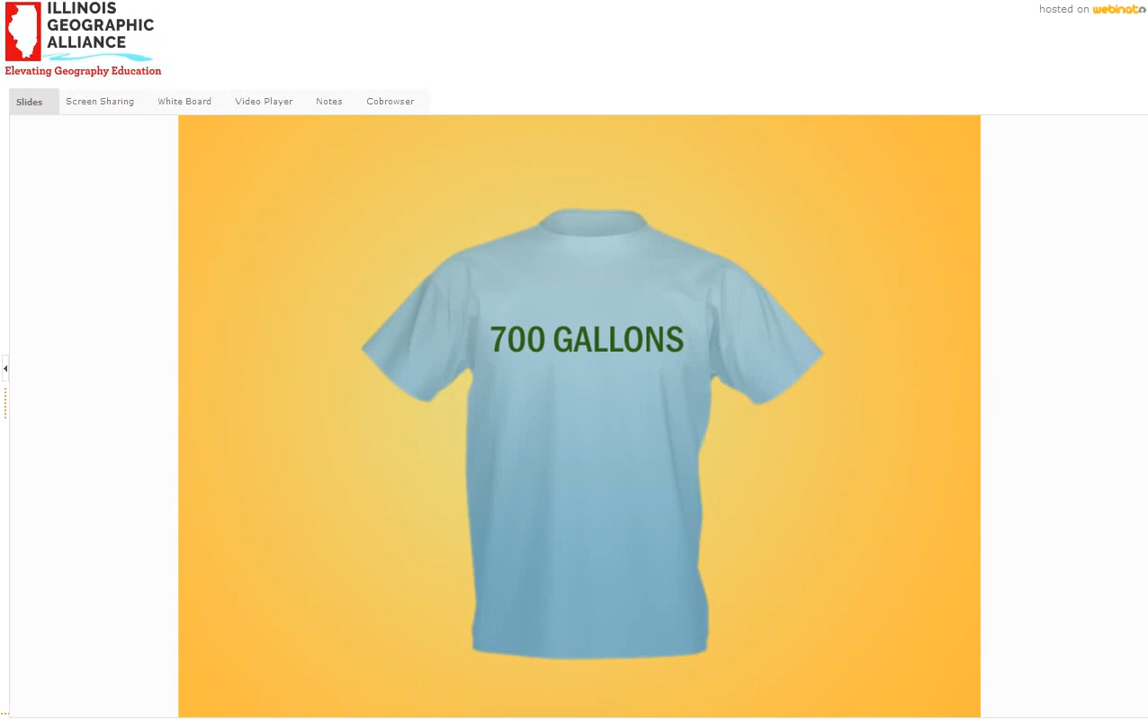 ILLINOIS
GEOGRAPHIC
ALLIANCE
Elevating Geography Education
hosted on webinato
Slides Screen Sharing White Board Video Player Notes Cobrowser
700 GALLONS